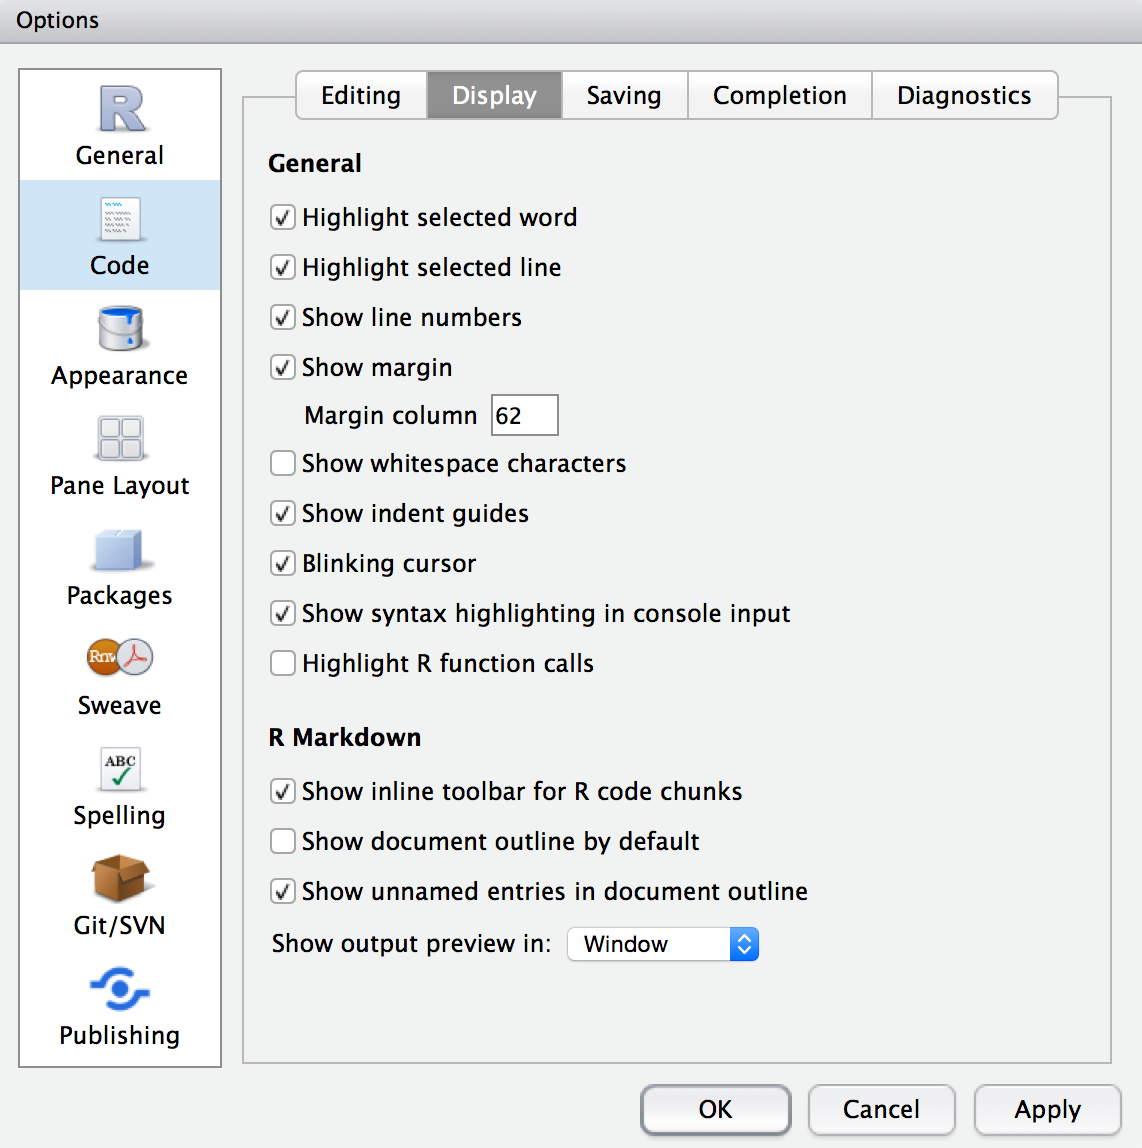 Options
R
General
Code
Appearance
Pane Layout
Packages
Rnw
Sweave
ABC
Spelling
Git/SVN
Publishing
Editing Display Saving Completion Diagnostics
General
Highlight selected word
Highlight selected line
Show line numbers
Show margin
Margin column 62
Show whitespace characters
Show indent guides
Blinking cursor
Show syntax highlighting in console input
Highlight R function calls
R Markdown
Show inline toolbar for R code chunks
Show document outline by default
Show unnamed entries in document outline
Show output preview in: Window
OK Cancel Apply